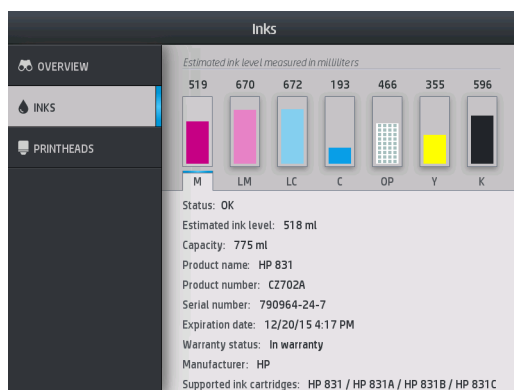 Inks
OVERVIEW
INKS
PRINTHEADS
Estimated ink level measured in milliliters
519 670 672 193 466 355 596
M LM LC C OP Y K
Status: OK
Estimated ink level: 518 ml
Capacity: 775 ml
Product name: HP 831
Product number: CZ702A
Serial number: 790964-24-7
Expiration date: 12/20/15 4:17 PM
Warranty status: In warranty
Manufacturer: HP
Supported ink cartridges: HP 831 / HP 831A / HP 831B / HP 831C